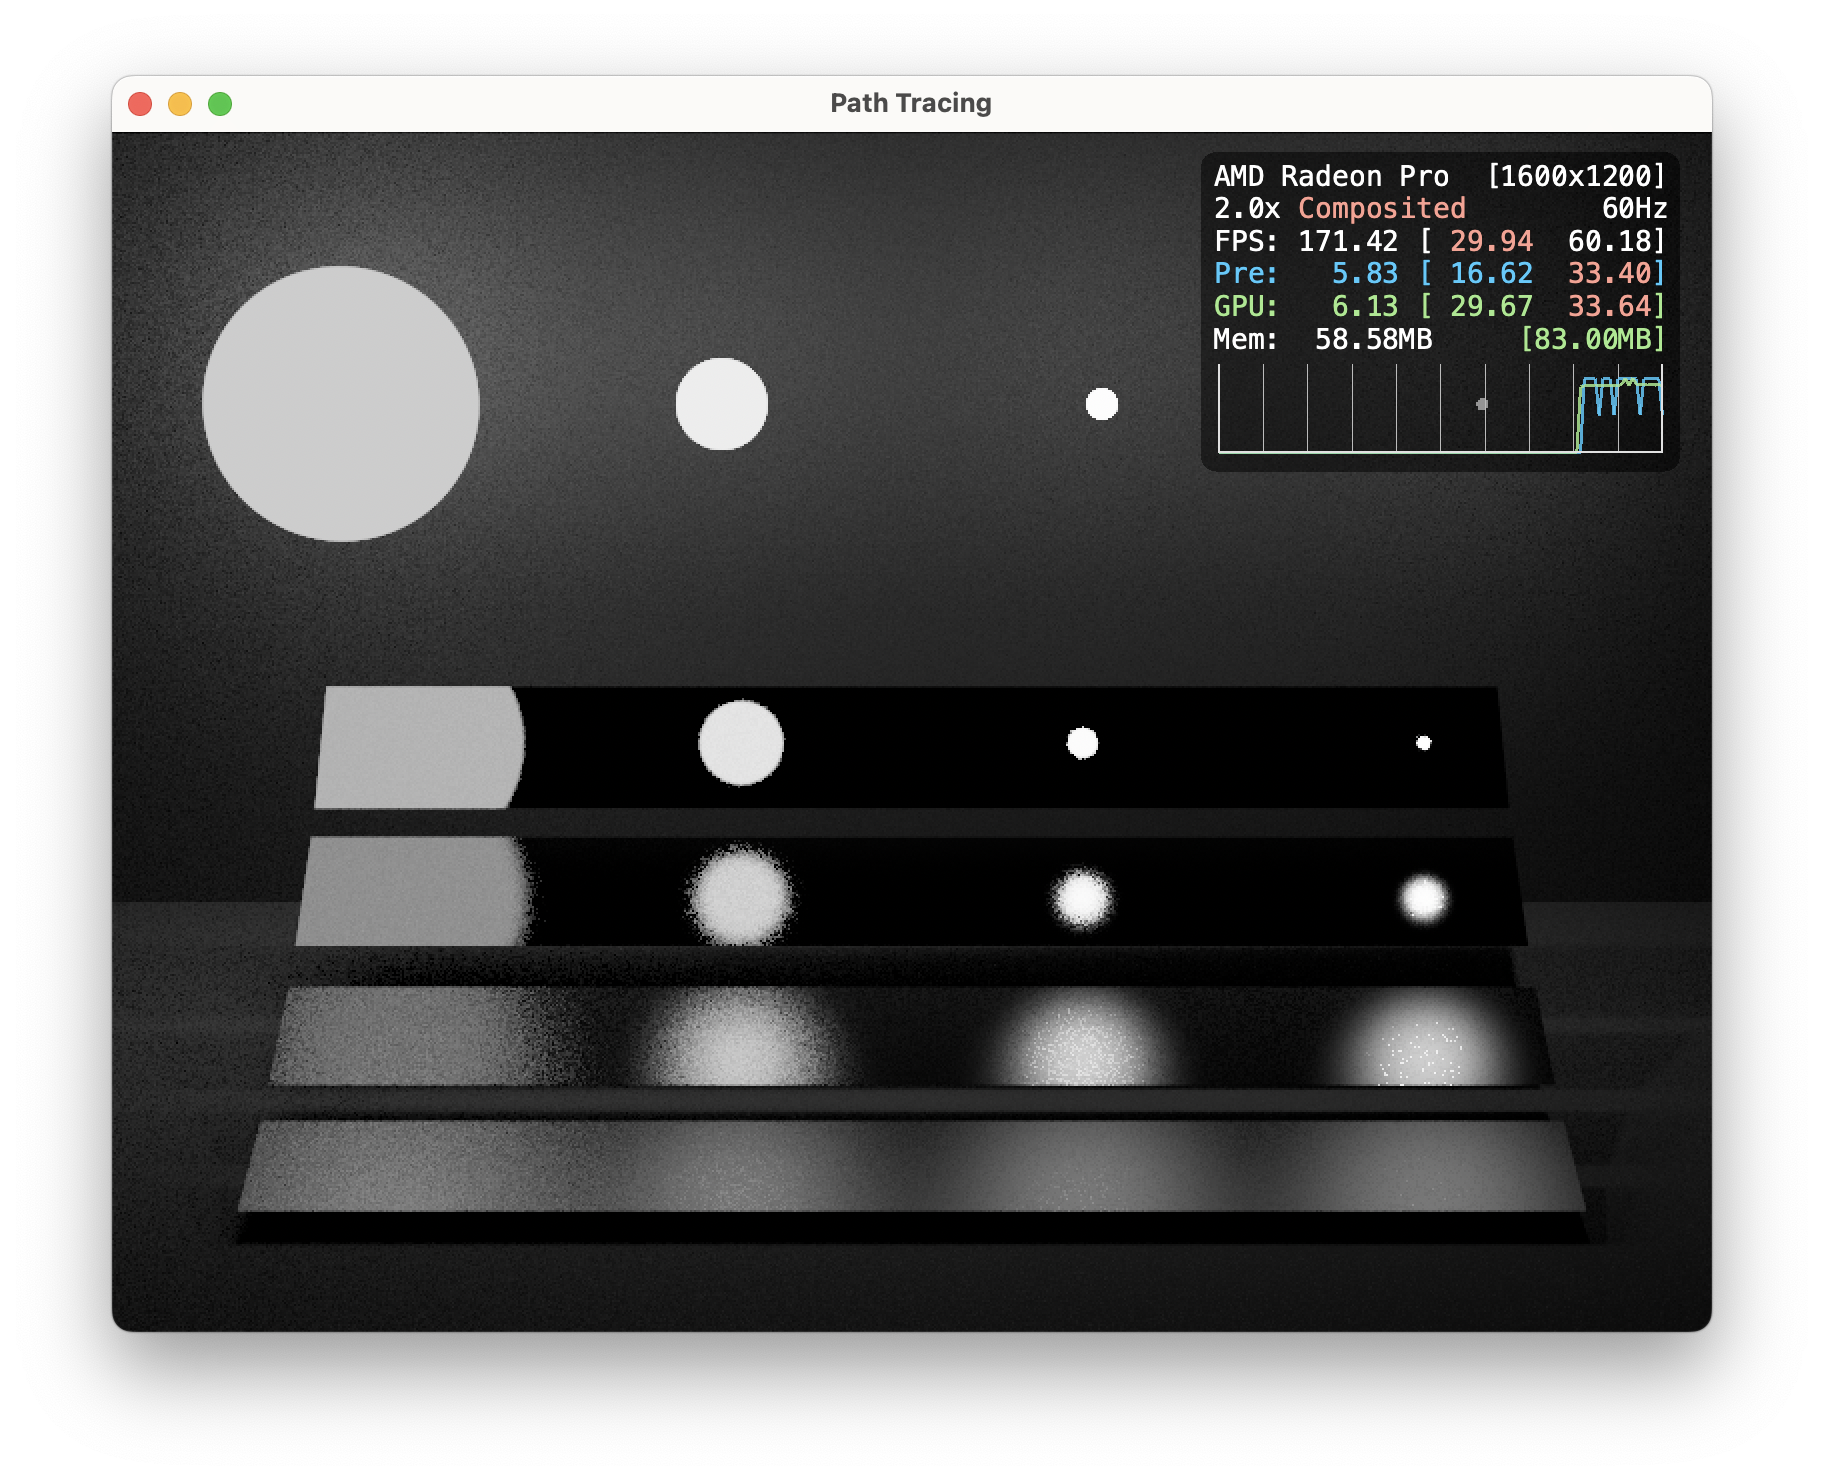 Path Tracing
AMD Radeon Pro [1600x1200]
2.0x Composited 60Hz
FPS: 171.42 [ 29.94 60.18]
Pre: 5.83 [ 16.62 33.40]
GPU: 6.13 [ 29.67 33.64]
Mem: 58.58MB [83.00MB]